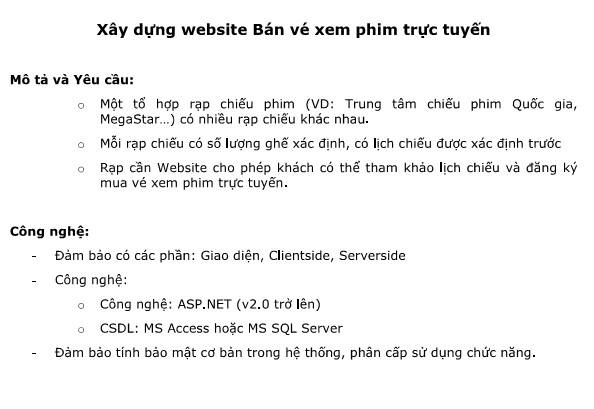 Xây dựng website Bán vé xem phim trực tuyến
Mô tả và Yêu cầu:
o Một tổ hợp rạp chiếu phim (VD: Trung tâm chiếu phim Quốc gia,
MegaStar…) có nhiều rạp chiếu khác nhau.
o Mỗi rạp chiếu có số lượng ghế xác định, có lịch chiếu được xác định trước
o Rạp cần Website cho phép khách có thể tham khảo lịch chiếu và đăng ký
mua vé xem phim trực tuyến.
Công nghệ:
- Đảm bảo có các phần: Giao diện, Clientside, Serverside
- Công nghệ:
o Công nghệ: ASP.NET (v2.0 trở lên)
o CSDL: MS Access hoặc MS SQL Server
- Đảm bảo tính bảo mật cơ bản trong hệ thống, phân cấp sử dụng chức năng.